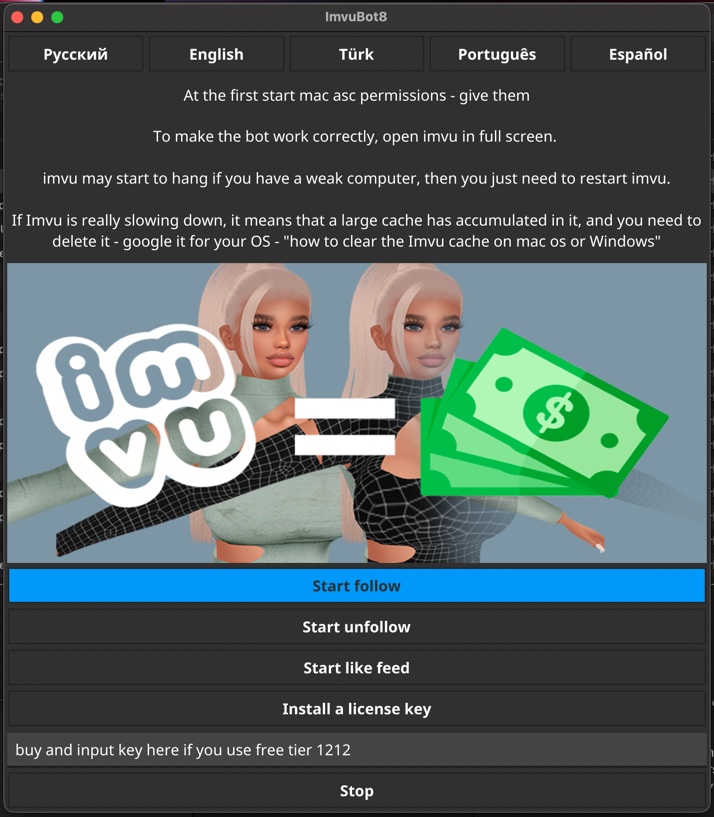 ImvuBot8
Русский English Türk Português Español
At the first start mac asc permissions - give them
To make the bot work correctly, open imvu in full screen.
imvu may start to hang if you have a weak computer, then you just need to restart imvu.
If Imvu is really slowing down, it means that a large cache has accumulated in it, and you need to
delete it - google it for your OS - "how to clear the Imvu cache on mac os or Windows"
im
vu
=
$
Start follow
Start unfollow
Start like feed
Install a license key
buy and input key here if you use free tier 1212
Stop